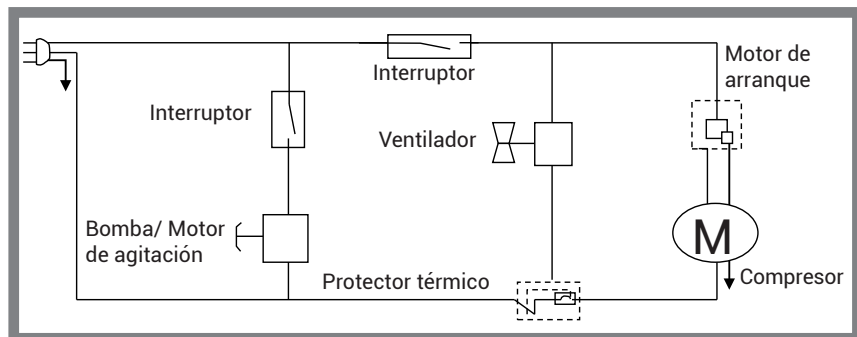 Motor de
arranque
Interruptor
Interruptor
Ventilador
Bomba/ Motor
de agitación
Protector térmico
M
Compresor